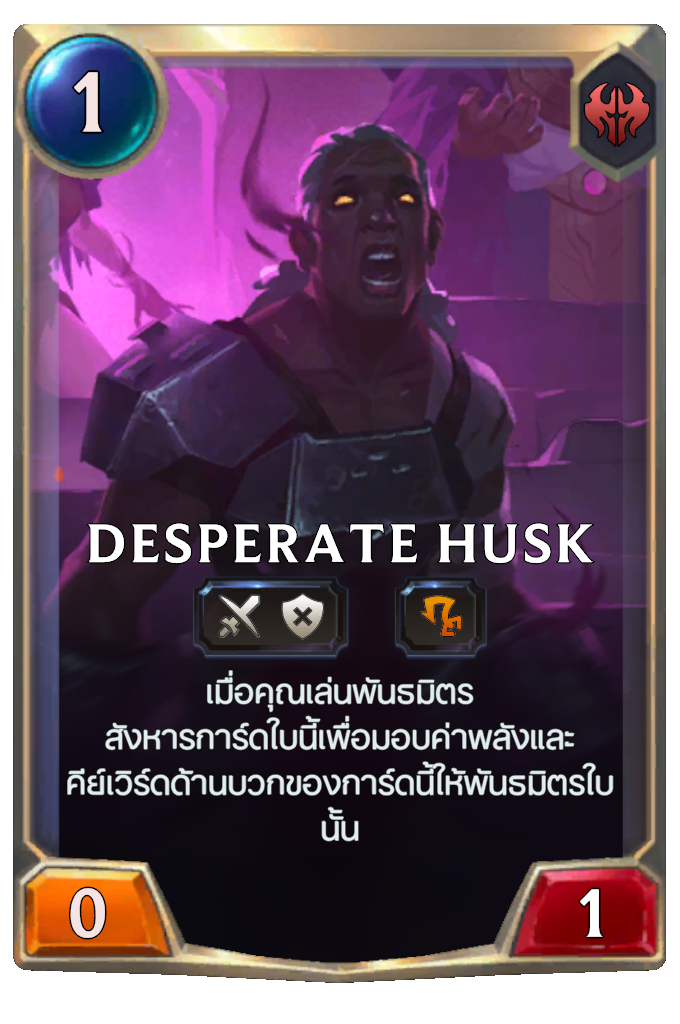 1
DESPERATE HUSK
เมื่อคุณเล่นพันธมิตร
สังหารการ์ดใบนี้เพื่อมอบค่าพลังและ
คีย์เวิร์ดด้านบวกของการ์ดนี้ให้พันธมิตรใบ
นั้น
0
1